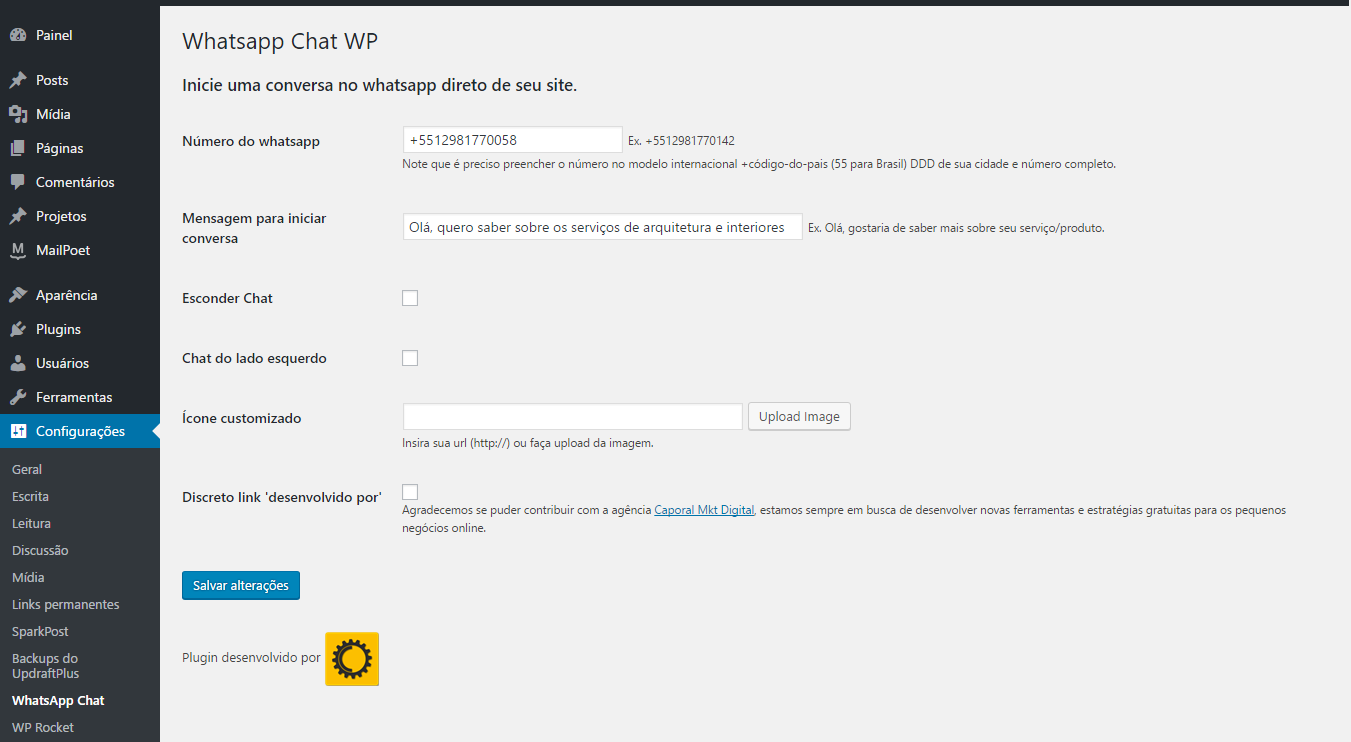 Painel
Posts
Mídia
Páginas
Comentários
Projetos
MailPoet
Aparência
Plugins
Usuários
Ferramentas
Configurações
Geral
Escrita
Leitura
Discussão
Mídia
Links permanentes
SparkPost
Backups do
UpdraftPlus
WhatsApp Chat
WP Rocket
Whatsapp Chat WP
Inicie uma conversa no whatsapp direto de seu site.
Número do whatsapp
+5512981770058
Ex. +5512981770142
Note que é preciso preencher o número no modelo internacional +código-do-pais (55 para Brasil) DDD de sua cidade e número completo.
Mensagem para iniciar
conversa
Olá, quero saber sobre os serviços de arquitetura e interiores
Ex. Olá, gostaria de saber mais sobre seu serviço/produto.
Esconder Chat
Chat do lado esquerdo
Ícone customizado
Upload Image
Insira sua url (http://) ou faça upload da imagem.
Discreto link 'desenvolvido por'
Agradecemos se puder contribuir com a agência Caporal Mkt Digital, estamos sempre em busca de desenvolver novas ferramentas e estratégias gratuitas para os pequenos
negócios online.
Salvar alterações
Plugin desenvolvido por